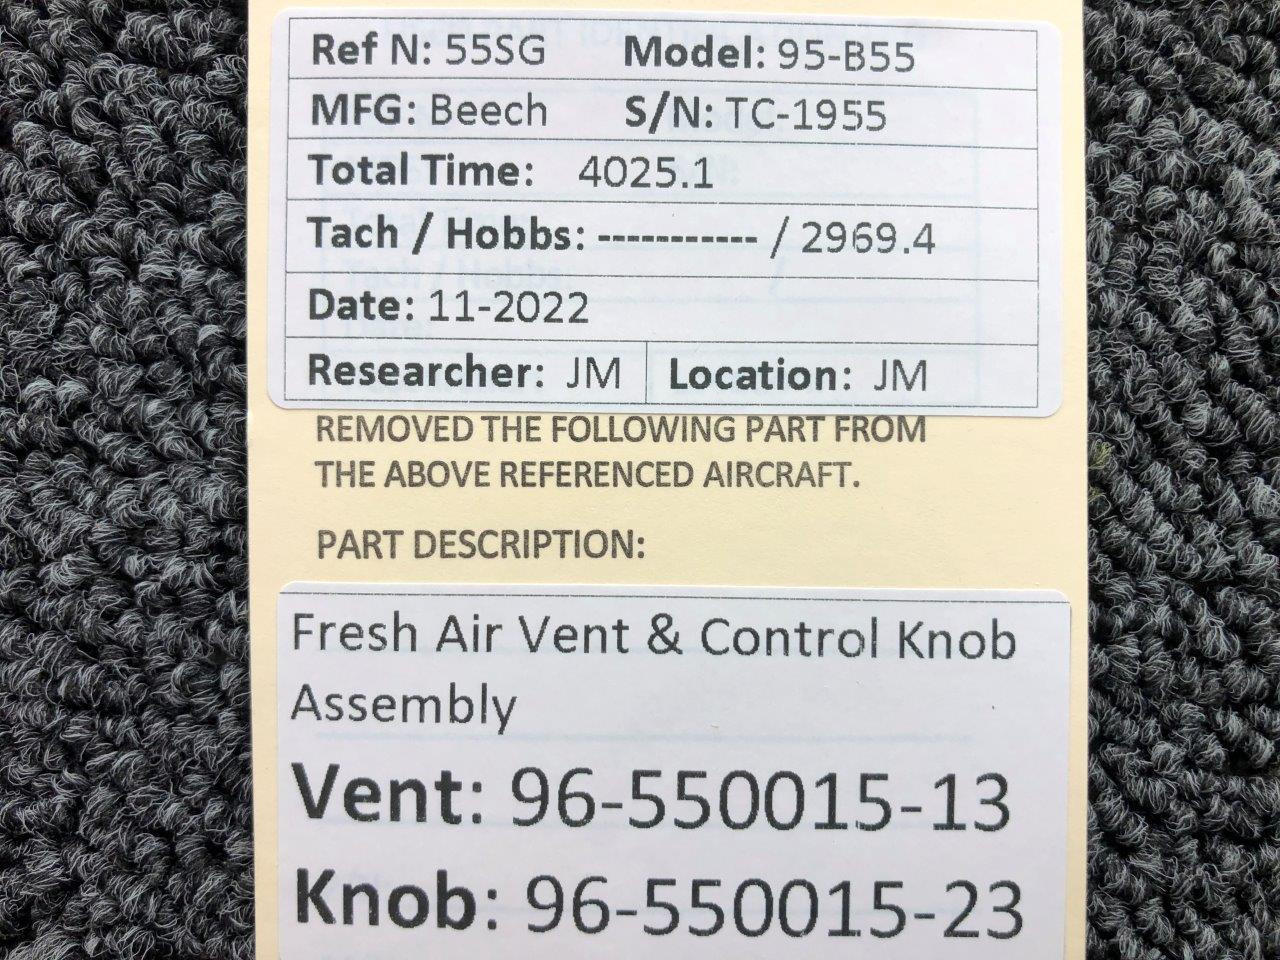 Ref N: 55SG Model: 95-B55
MFG: Beech S/N: TC-1955
Total Time: 4025.1
Tach / Hobbs: ----------- / 2969.4
Date: 11-2022
Researcher: JM Location: JM
REMOVED THE FOLLOWING PART FROM
THE ABOVE REFERENCED AIRCRAFT.
PART DESCRIPTION:
Fresh Air Vent & Control Knob
Assembly
Vent: 96-550015-13
Knob: 96-550015-23